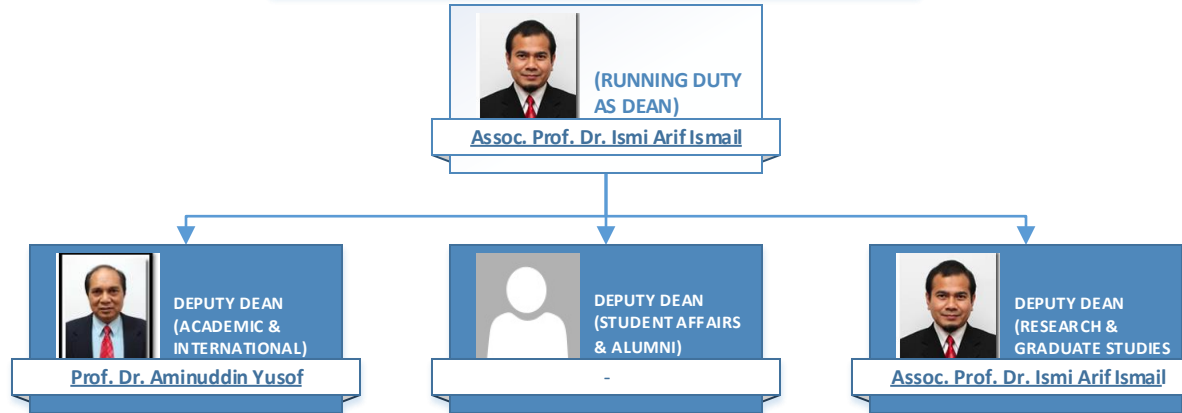 (RUNNING DUTY
AS DEAN)
Assoc. Prof. Dr. Ismi Arif Ismail
DEPUTY DEAN
(ACADEMIC &
INTERNATIONAL)
Prof. Dr. Aminuddin Yusof
DEPUTY DEAN
(STUDENT AFFAIRS
& ALUMNI)
-
DEPUTY DEAN
(RESEARCH &
GRADUATE STUDIES
Assoc. Prof. Dr. Ismi Arif Ismail